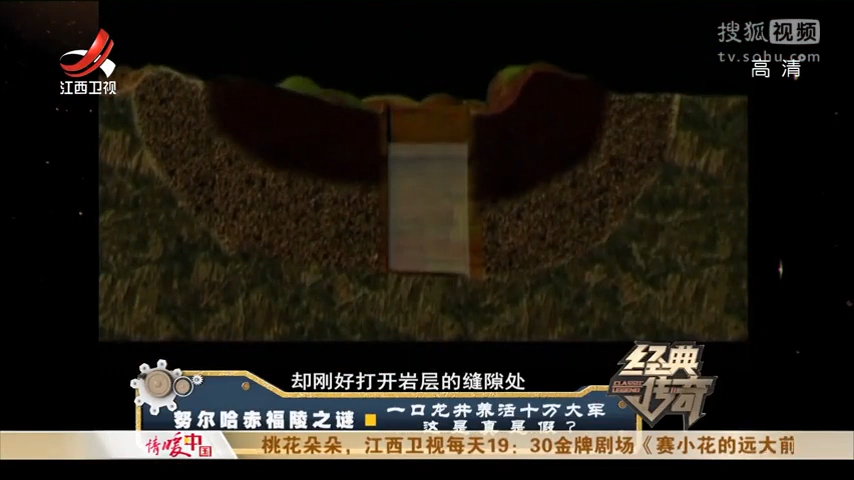 搜狐视频
tv.sohu.com
高清
江西卫视
却刚好打开岩层的缝隙处
经典传奇
CLASSIC LEGEND
努尔哈赤福陵之谜
一口龙井养活十万大军
这是真是假？
情暖中国
桃花朵朵，江西卫视每天19：30金牌剧场《赛小花的远大前